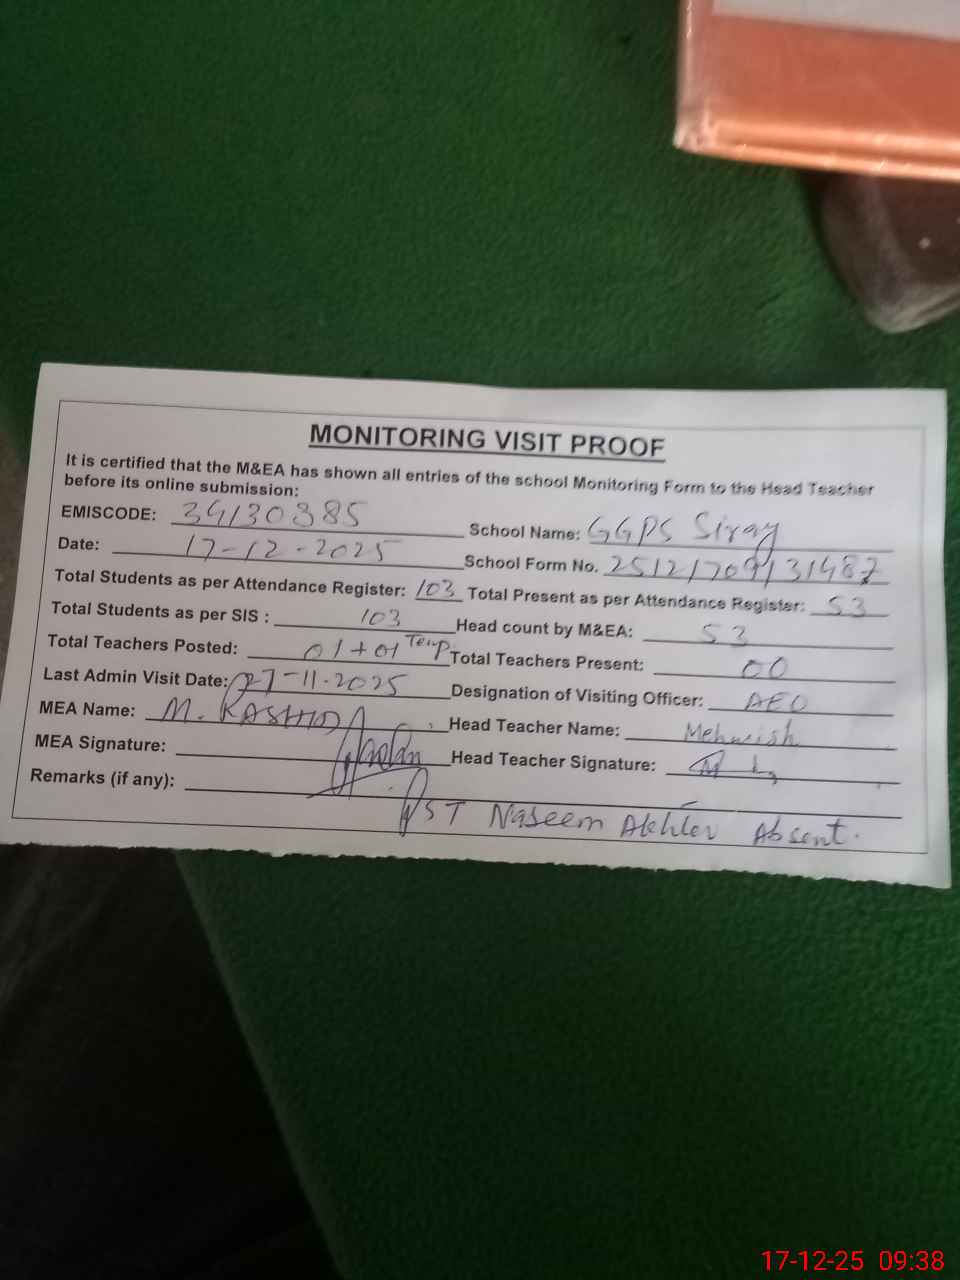 MONITORING VISIT PROOF
It is certified that the M&EA has shown all entries of the school Monitoring Form to the Head Teacher
before its online submission:
EMISCODE: 34130385 School Name: GGPS Siray
Date: 17-12-2025 School Form No. 25121709131487
Total Students as per Attendance Register: 103 Total Present as per Attendance Register: 53
Total Students as per SIS : 103 Head count by M&EA: 53
Total Teachers Posted: 01+01 Temp Total Teachers Present: 00
Last Admin Visit Date: 27-11-2025 Designation of Visiting Officer: AEO
MEA Name: M. KASHID Head Teacher Name: Mehwish
MEA Signature: Head Teacher Signature:
Remarks (if any):
PST Naseem Akhter Absent.
17-12-25 09:38